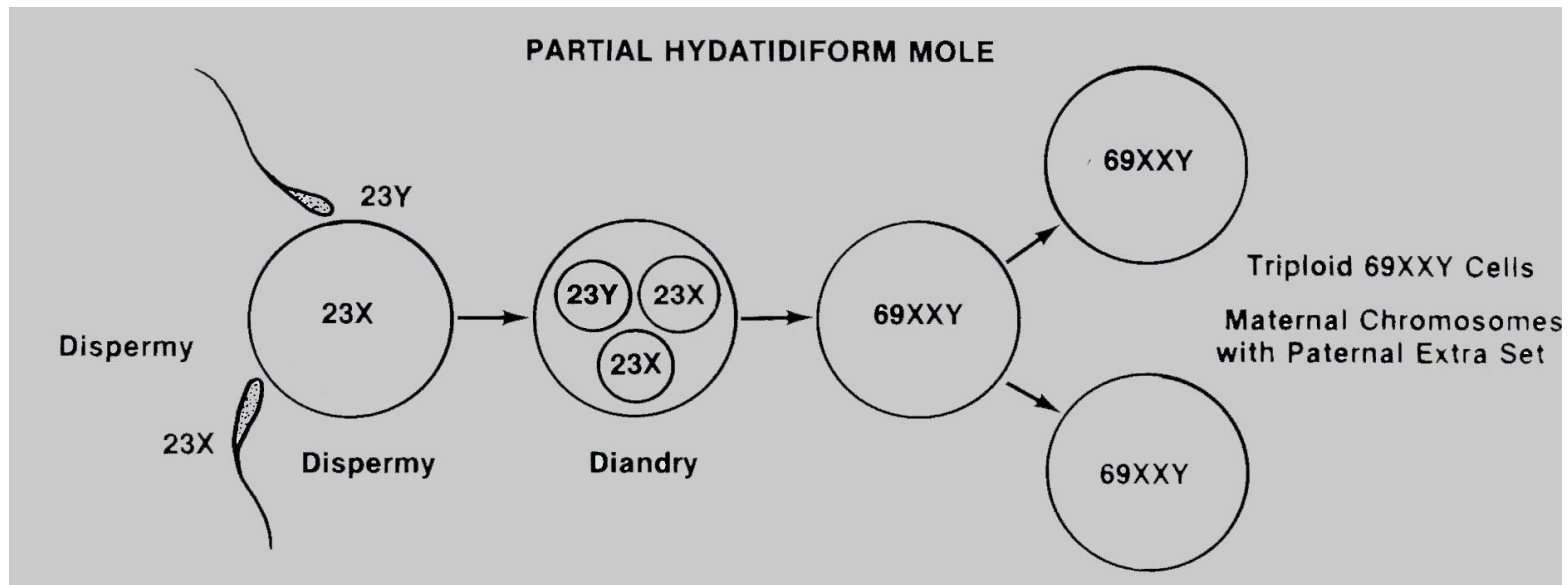 PARTIAL HYDATIDIFORM MOLE
23Y
23X
Dispermy
23X
Dispermy
23Y
23X
23X
Diandry
69XXY
69XXY
69XXY
Triploid 69XXY Cells
Maternal Chromosomes
with Paternal Extra Set